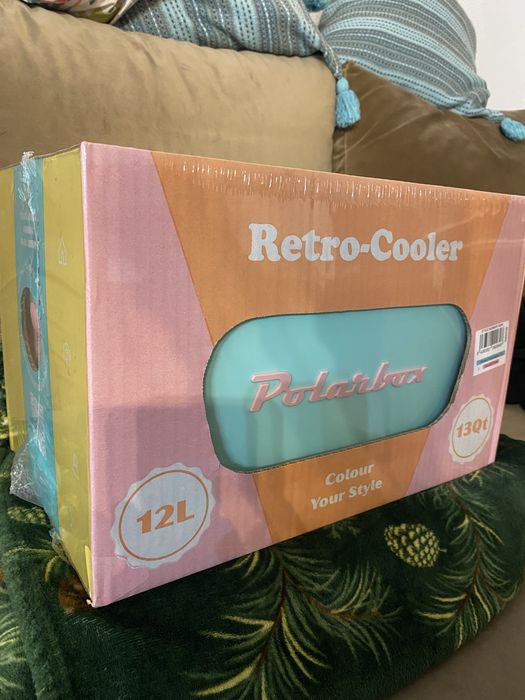 Retro-Cooler
Polarbox
Colour
Your Style
12L
13Qt